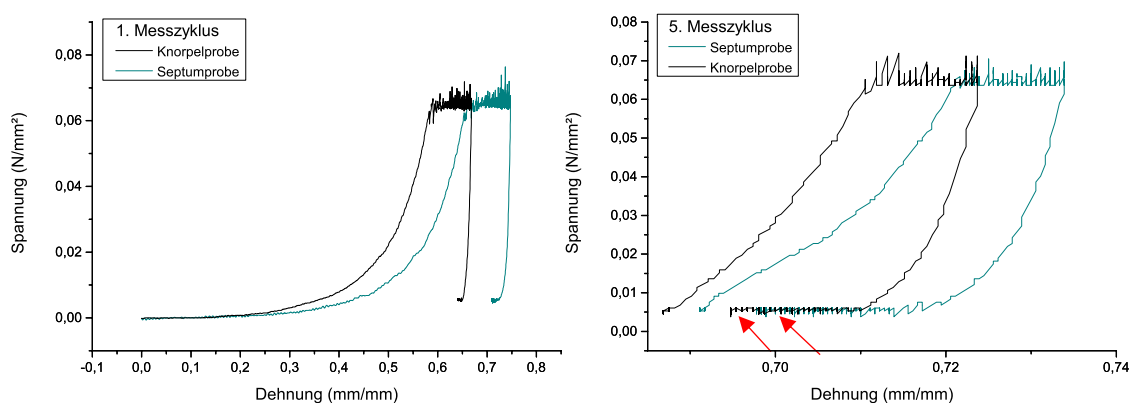 1. Messzyklus
Knorpelprobe
Septumprobe
0,08
0,06
0,04
0,02
0,00
Spannung (N/mm²)
-0,1 0,0 0,1 0,2 0,3 0,4 0,5 0,6 0,7 0,8
Dehnung (mm/mm)
5. Messzyklus
Septumprobe
Knorpelprobe
0,08
0,07
0,06
0,05
0,04
0,03
0,02
0,01
0,00
Spannung (N/mm²)
0,70 0,72 0,74
Dehnung (mm/mm)